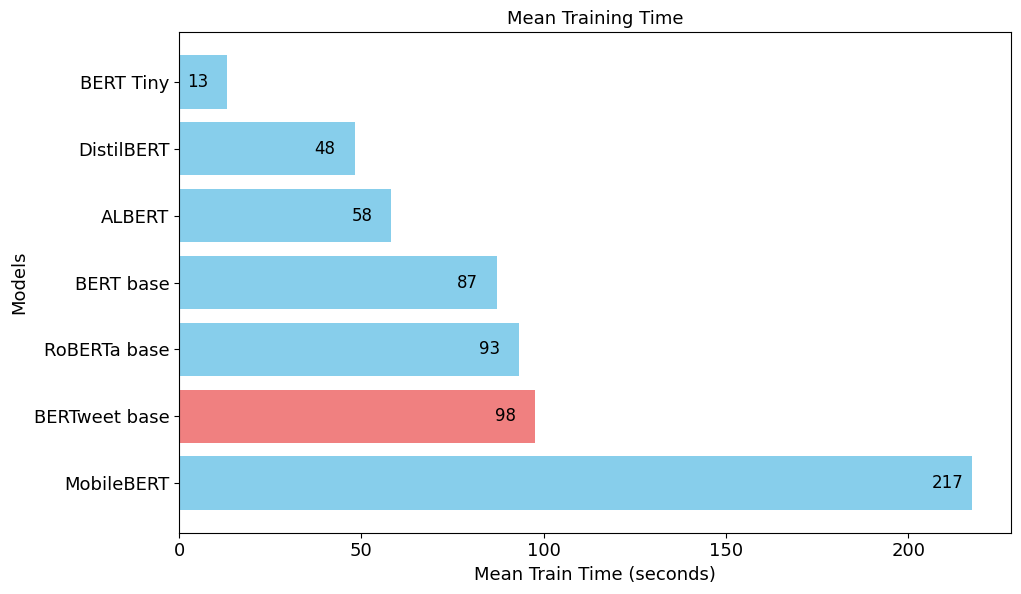 Mean Training Time
BERT Tiny
13
DistilBERT
48
ALBERT
58
BERT base
87
RoBERTa base
93
BERTweet base
98
MobileBERT
217
Models
0 50 100 150 200
Mean Train Time (seconds)